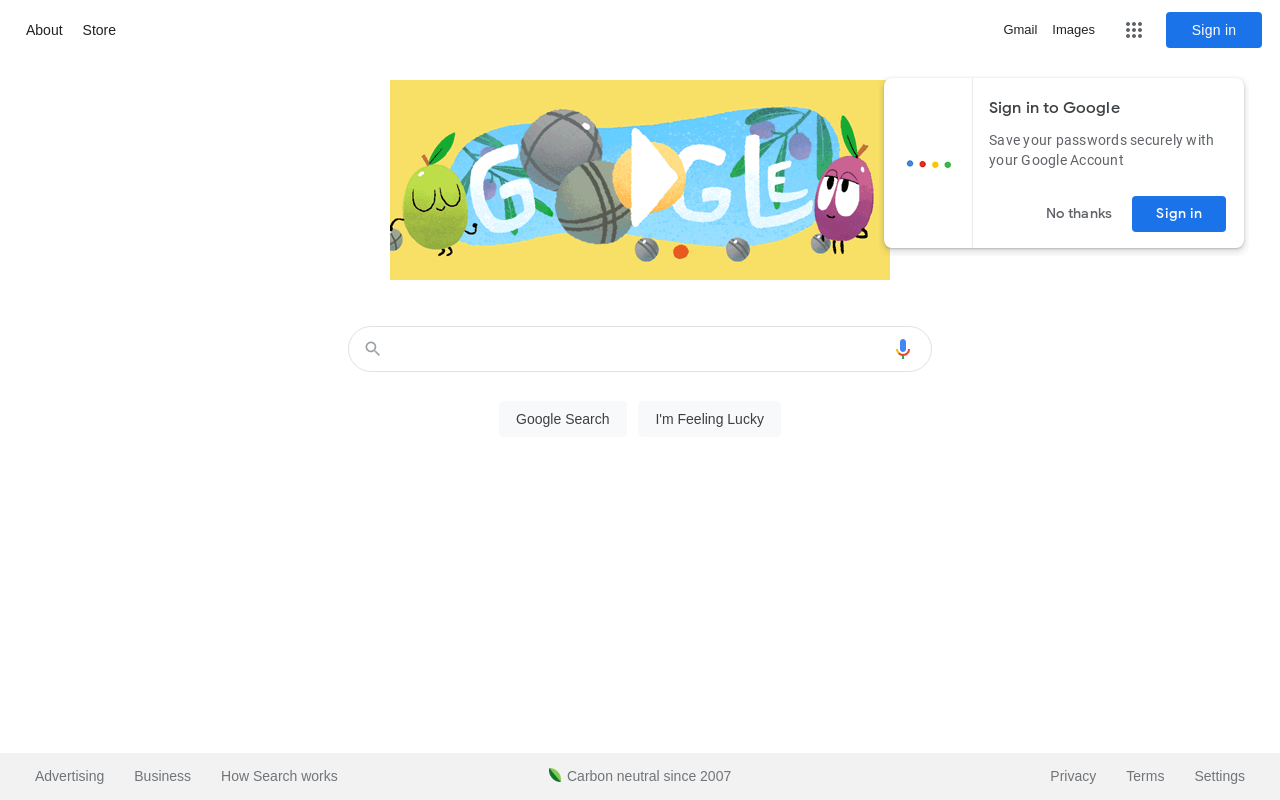 About
Store
Gmail
Images
Sign in
GOOGLE
Sign in to Google
Save your passwords securely with
your Google Account
No thanks
Sign in
Google Search
I'm Feeling Lucky
Advertising
Business
How Search works
Carbon neutral since 2007
Privacy
Terms
Settings